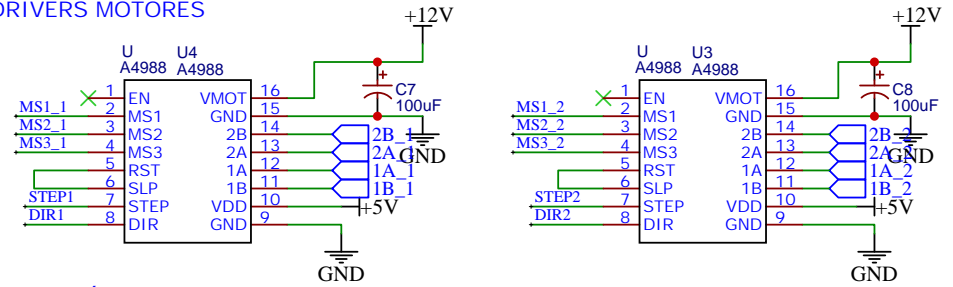 DRIVERS MOTORES
+12V
U U4
A4988 A4988
C7
100uF
1 EN
2 MS1
3 MS2
4 MS3
5 RST
6 SLP
7 STEP
8 DIR
VMOT 16
GND 15
2B 14
2A 13
1A 12
1B 11
VDD 10
GND 9
MS1_1
MS2_1
MS3_1
STEP1
DIR1
2B_1
2A_1
1A_1
1B_1
GND
+5V
GND
+12V
U U3
A4988 A4988
C8
100uF
1 EN
2 MS1
3 MS2
4 MS3
5 RST
6 SLP
7 STEP
8 DIR
VMOT 16
GND 15
2B 14
2A 13
1A 12
1B 11
VDD 10
GND 9
MS1_2
MS2_2
MS3_2
STEP2
DIR2
2B_2
2A_2
1A_2
1B_2
GND
+5V
GND